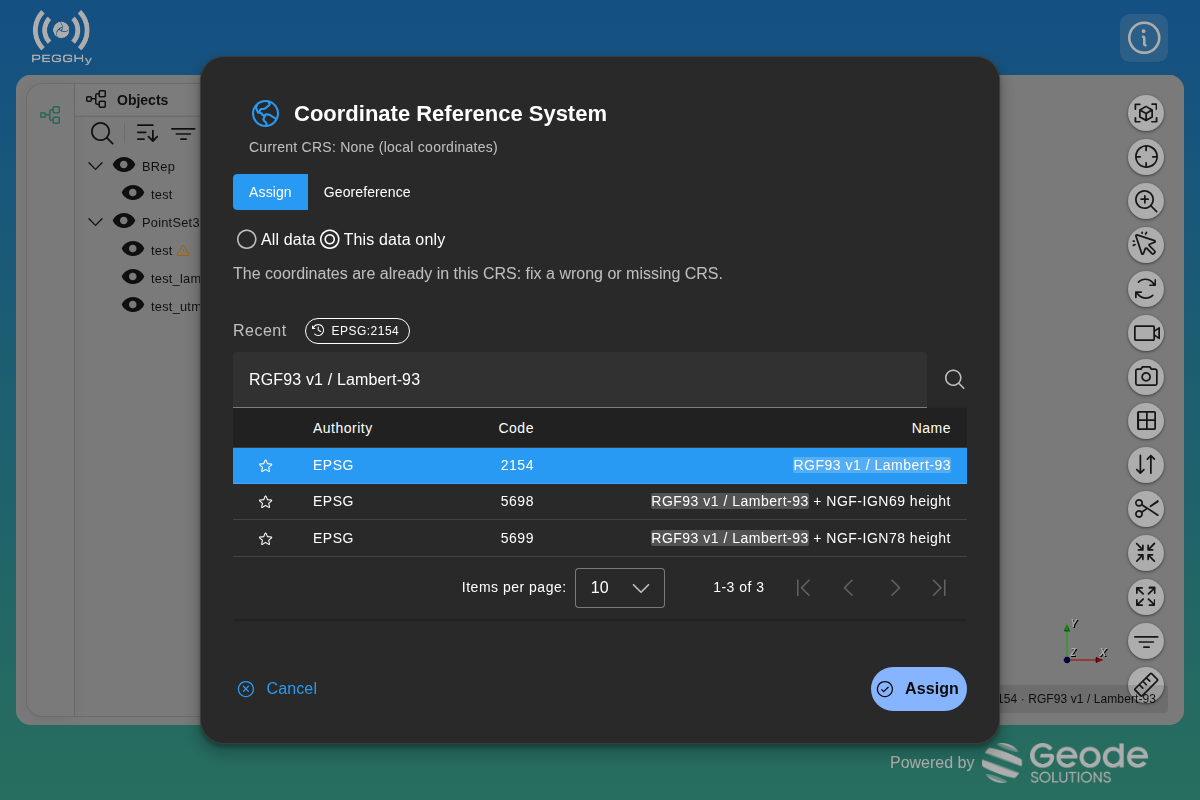 PEGGHy
Objects
BRep
test
PointSet3
test
test_lam
test_utm
Coordinate Reference System
Current CRS: None (local coordinates)
Assign Georeference
All data This data only
The coordinates are already in this CRS: fix a wrong or missing CRS.
Recent EPSG:2154
RGF93 v1 / Lambert-93
Authority Code Name
EPSG 2154 RGF93 v1 / Lambert-93
EPSG 5698 RGF93 v1 / Lambert-93 + NGF-IGN69 height
EPSG 5699 RGF93 v1 / Lambert-93 + NGF-IGN78 height
Items per page: 10 1-3 of 3
Cancel Assign
Y
Z X
154 · RGF93 v1 / Lambert-93
Powered by Geode
SOLUTIONS